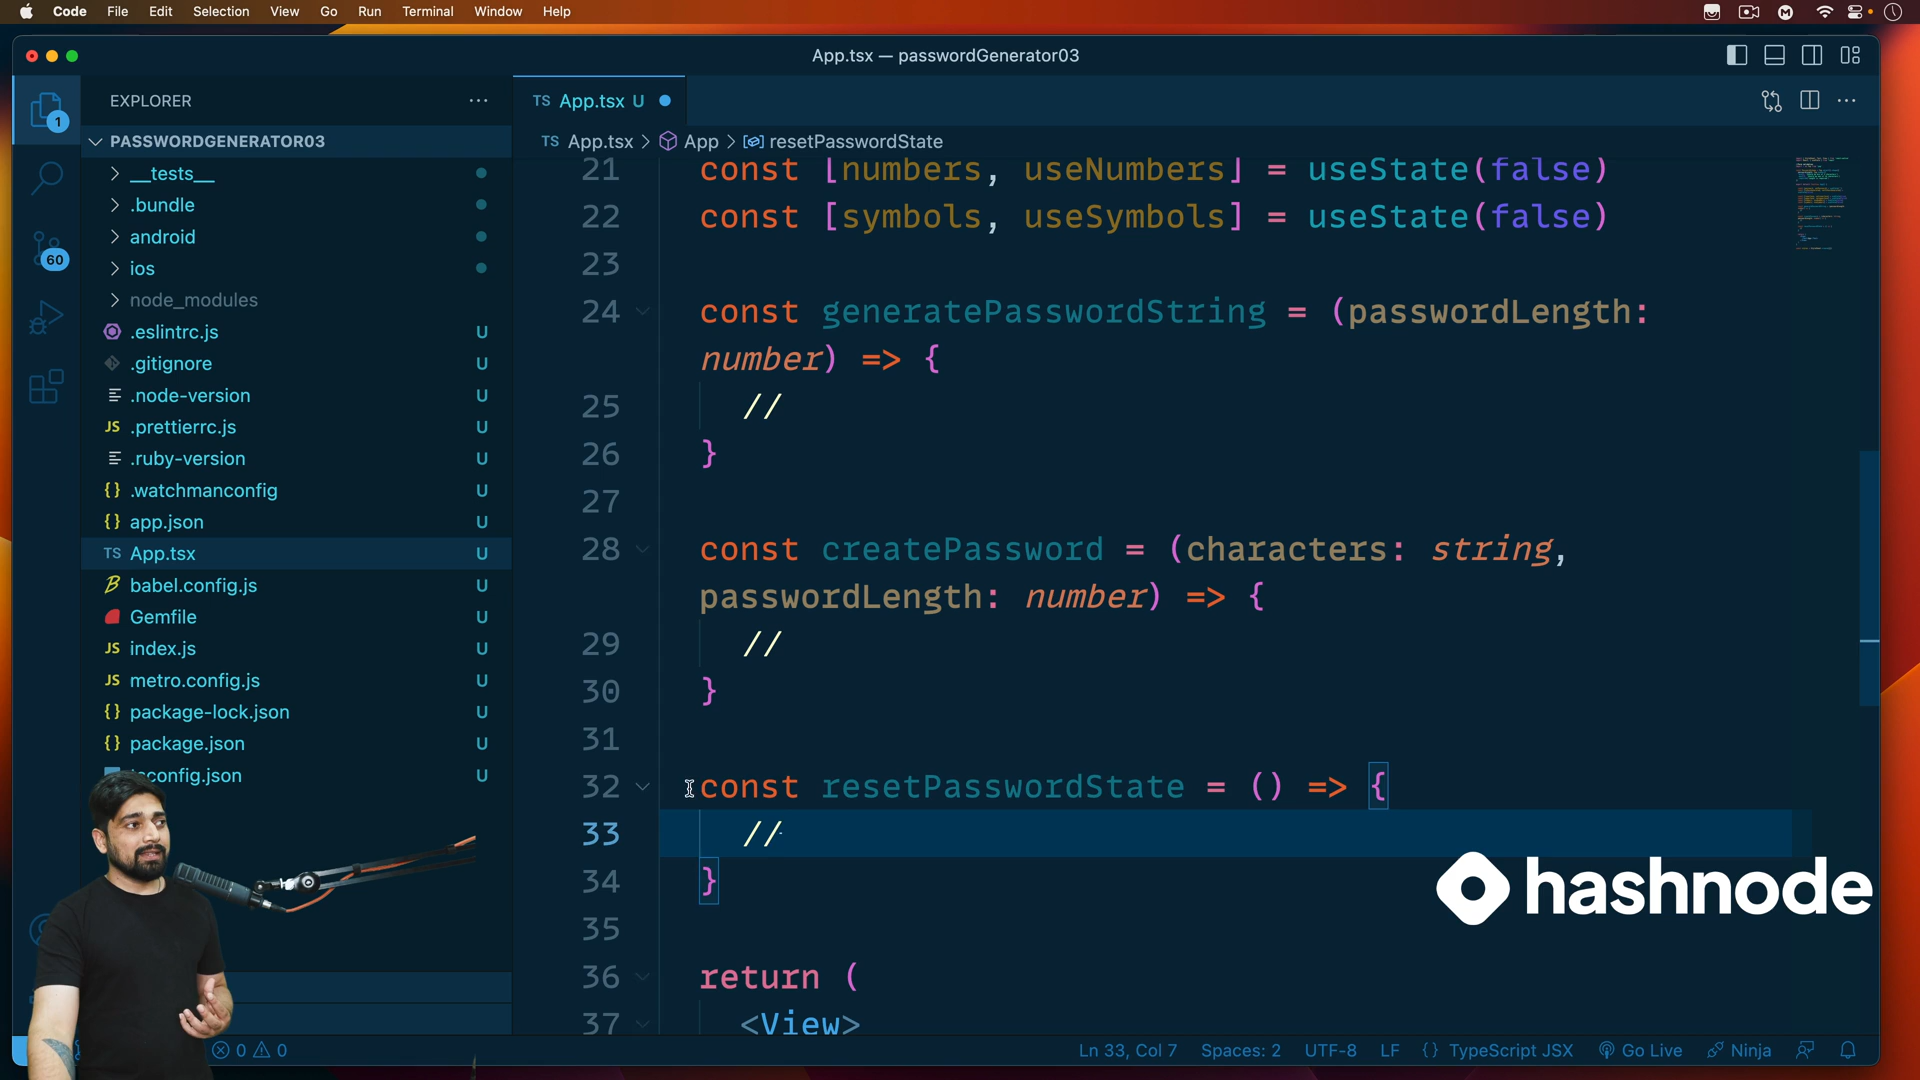 Code File Edit Selection View Go Run Terminal Window Help
App.tsx — passwordGenerator03
EXPLORER
PASSWORDGENERATOR03
__tests__
.bundle
android
ios
node_modules
.eslintrc.js U
.gitignore U
.node-version U
JS .prettierrc.js U
.ruby-version U
{} .watchmanconfig U
{} app.json U
TS App.tsx U
babel.config.js U
Gemfile U
JS index.js U
JS metro.config.js U
{} package-lock.json U
{} package.json U
sconfig.json U
1
60
TS App.tsx U
TS App.tsx > App > resetPasswordState
21 const [numbers, useNumbers] = useState(false)
22 const [symbols, useSymbols] = useState(false)
23
24 const generatePasswordString = (passwordLength:
number) => {
25 //
26 }
27
28 const createPassword = (characters: string,
passwordLength: number) => {
29 //
30 }
31
32 const resetPasswordState = () => {
33 //
34 }
35
36 return (
37 <View>
hashnode
0 0
Ln 33, Col 7 Spaces: 2 UTF-8 LF {} TypeScript JSX Go Live Ninja